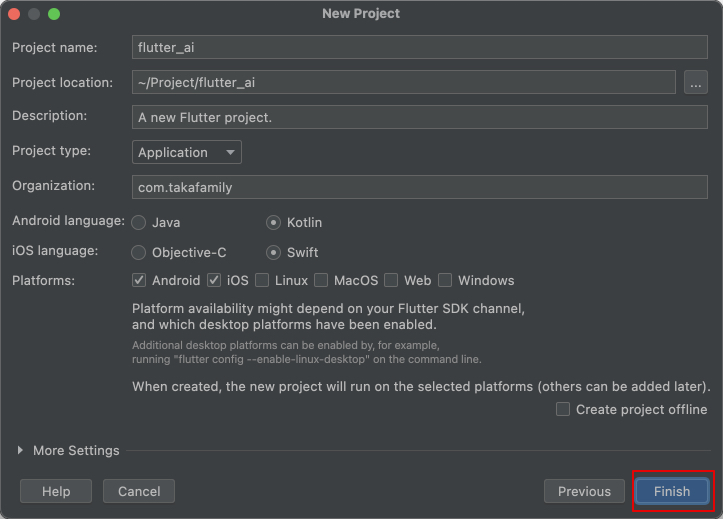 New Project
Project name: flutter_ai
Project location: ~/Project/flutter_ai ...
Description: A new Flutter project.
Project type: Application
Organization: com.takafamily
Android language: Java Kotlin
iOS language: Objective-C Swift
Platforms: Android iOS Linux MacOS Web Windows
Platform availability might depend on your Flutter SDK channel,
and which desktop platforms have been enabled.
Additional desktop platforms can be enabled by, for example,
running "flutter config --enable-linux-desktop" on the command line.
When created, the new project will run on the selected platforms (others can be added later).
Create project offline
More Settings
Help Cancel Previous Finish